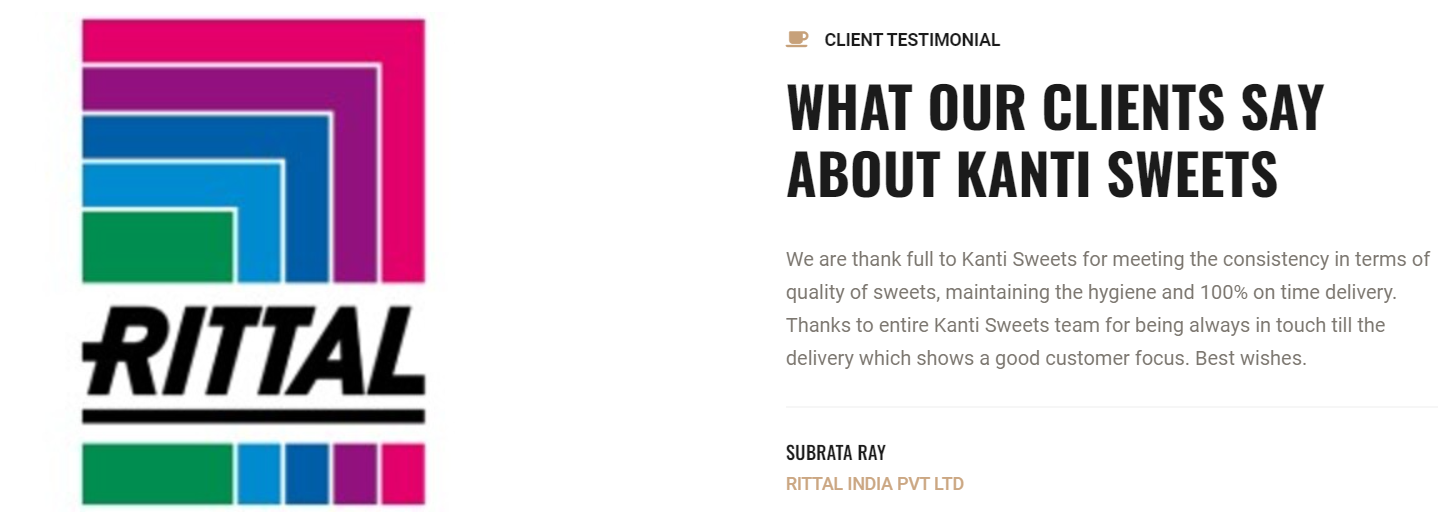 RITTAL
CLIENT TESTIMONIAL
WHAT OUR CLIENTS SAY
ABOUT KANTI SWEETS
We are thank full to Kanti Sweets for meeting the consistency in terms of
quality of sweets, maintaining the hygiene and 100% on time delivery.
Thanks to entire Kanti Sweets team for being always in touch till the
delivery which shows a good customer focus. Best wishes.
SUBRATA RAY
RITTAL INDIA PVT LTD